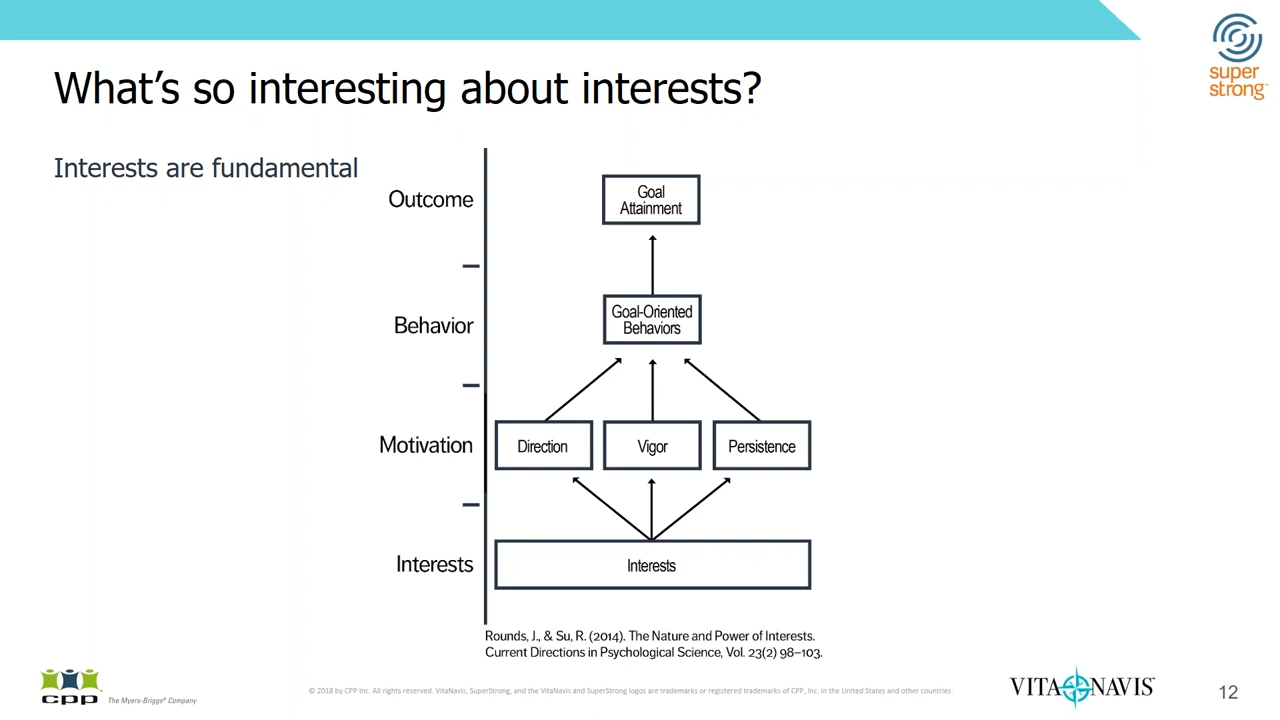 super
strong™
What's so interesting about interests?
Interests are fundamental
Outcome
Goal
Attainment
Behavior
Goal-Oriented
Behaviors
Motivation
Direction
Vigor
Persistence
Interests
Interests
Rounds, J., & Su, R. (2014). The Nature and Power of Interests.
Current Directions in Psychological Science, Vol. 23(2) 98–103.
cpp
The Myers-Briggs® Company
© 2018 by CPP Inc. All rights reserved. VitaNavis, SuperStrong, and the VitaNavis and SuperStrong logos are trademarks or registered trademarks of CPP, Inc. in the United States and other countries.
VITA NAVIS™
12